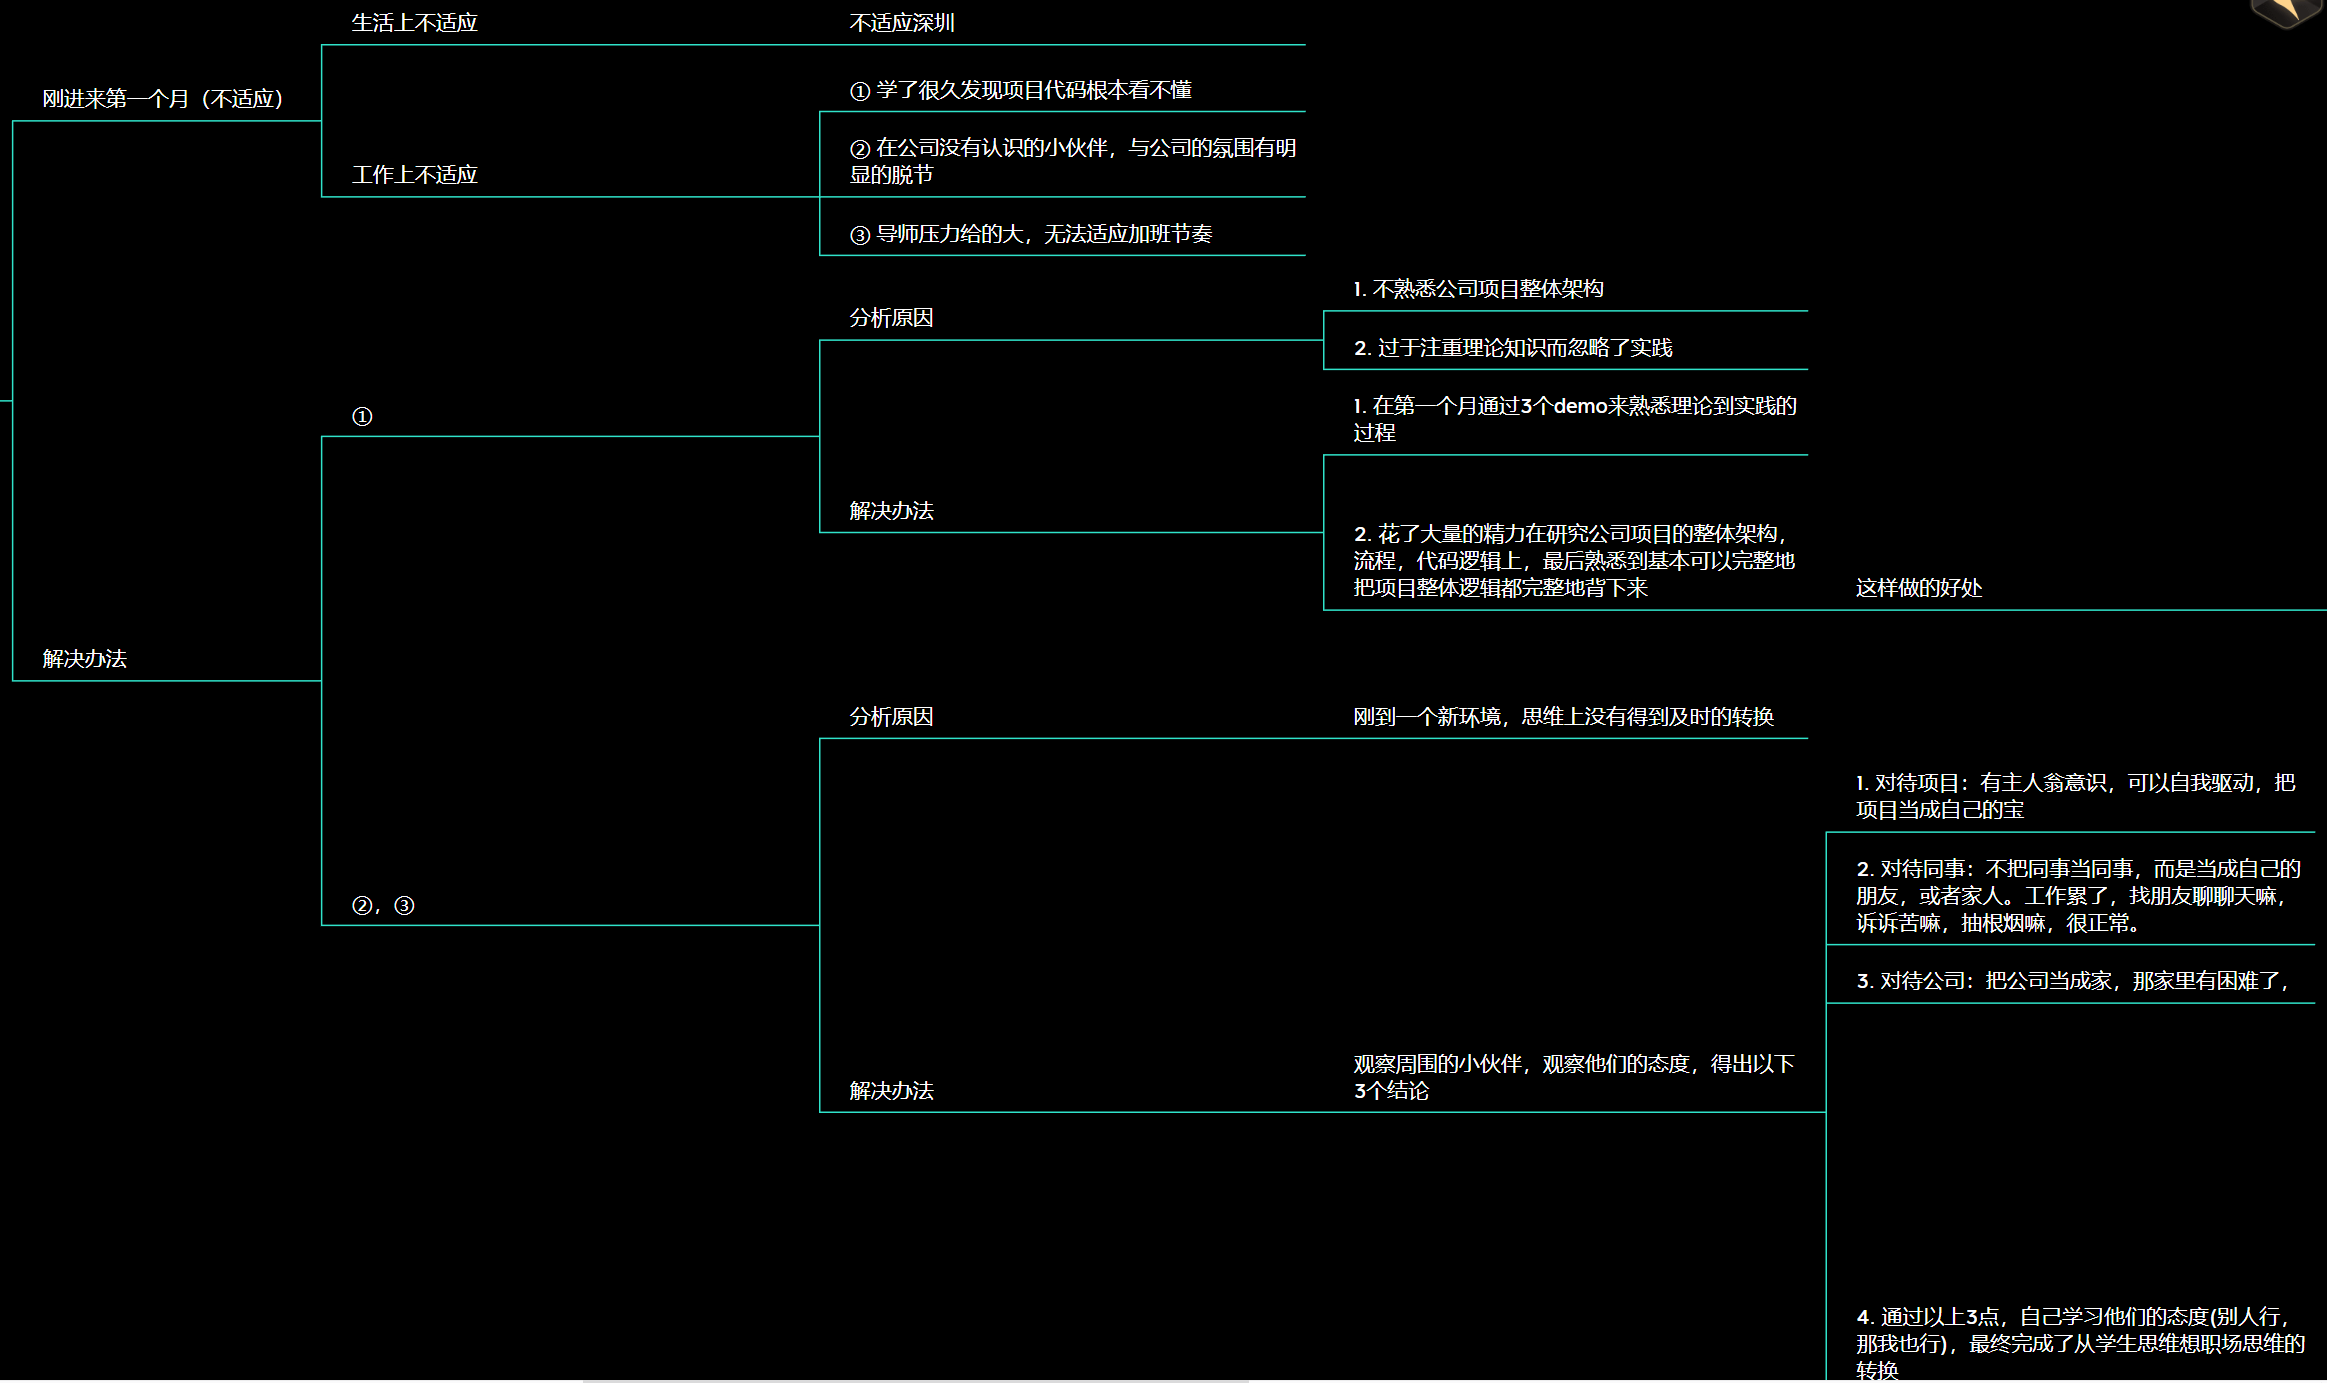 生活上不适应
不适应深圳
刚进来第一个月（不适应）
① 学了很久发现项目代码根本看不懂
② 在公司没有认识的小伙伴，与公司的氛围有明
显的脱节
工作上不适应
③ 导师压力给的大，无法适应加班节奏
1. 不熟悉公司项目整体架构
分析原因
2. 过于注重理论知识而忽略了实践
①
1. 在第一个月通过3个demo来熟悉理论到实践的
过程
解决办法
2. 花了大量的精力在研究公司项目的整体架构，
流程，代码逻辑上，最后熟悉到基本可以完整地
把项目整体逻辑都完整地背下来
这样做的好处
解决办法
分析原因
刚到一个新环境，思维上没有得到及时的转换
1. 对待项目：有主人翁意识，可以自我驱动，把
项目当成自己的宝
②，③
2. 对待同事：不把同事当同事，而是当成自己的
朋友，或者家人。工作累了，找朋友聊聊天嘛，
诉诉苦嘛，抽根烟嘛，很正常。
3. 对待公司：把公司当成家，那家里有困难了，
解决办法
观察周围的小伙伴，观察他们的态度，得出以下
3个结论
4. 通过以上3点，自己学习他们的态度(别人行，
那我也行)，最终完成了从学生思维想职场思维的
转换